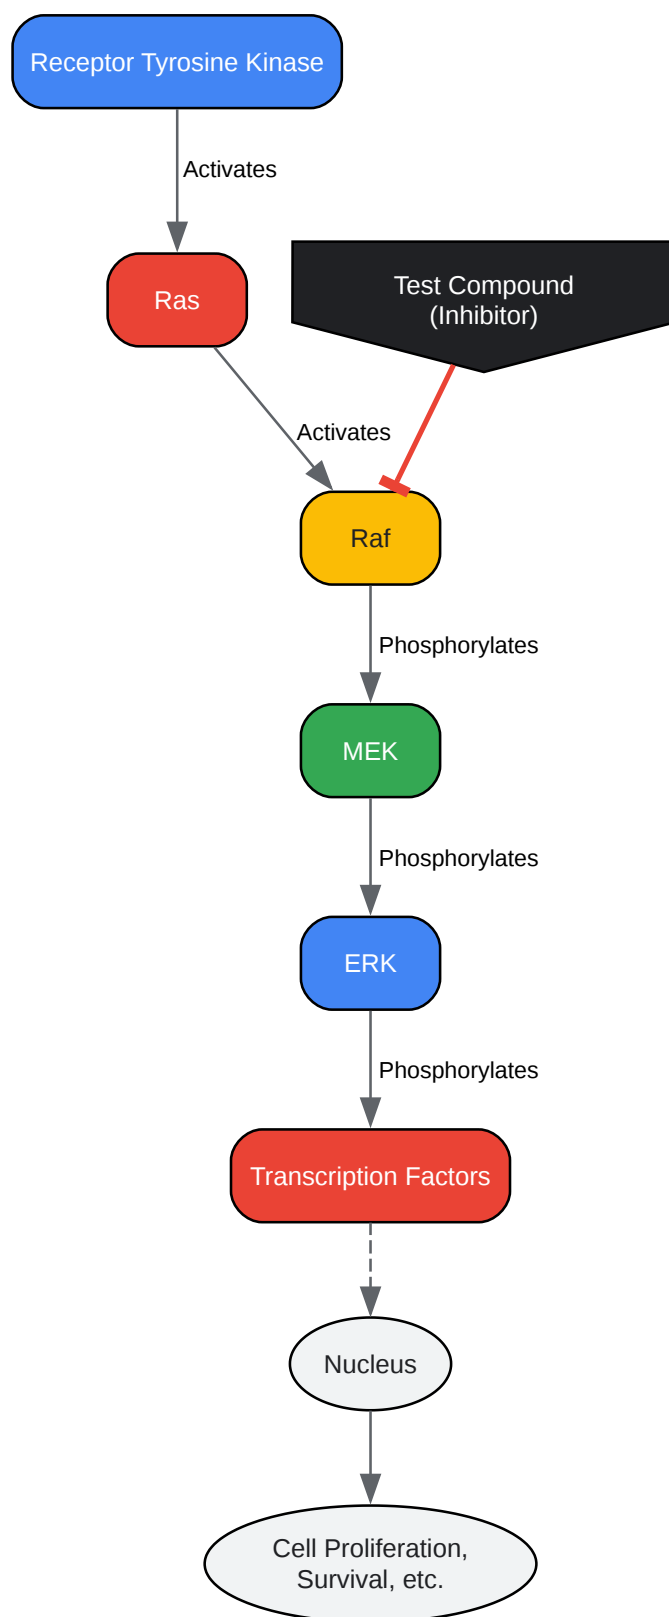 Receptor Tyrosine Kinase
Activates
Ras
Test Compound
(Inhibitor)
Activates
Raf
Phosphorylates
MEK
Phosphorylates
ERK
Phosphorylates
Transcription Factors
Nucleus
Cell Proliferation,
Survival, etc.